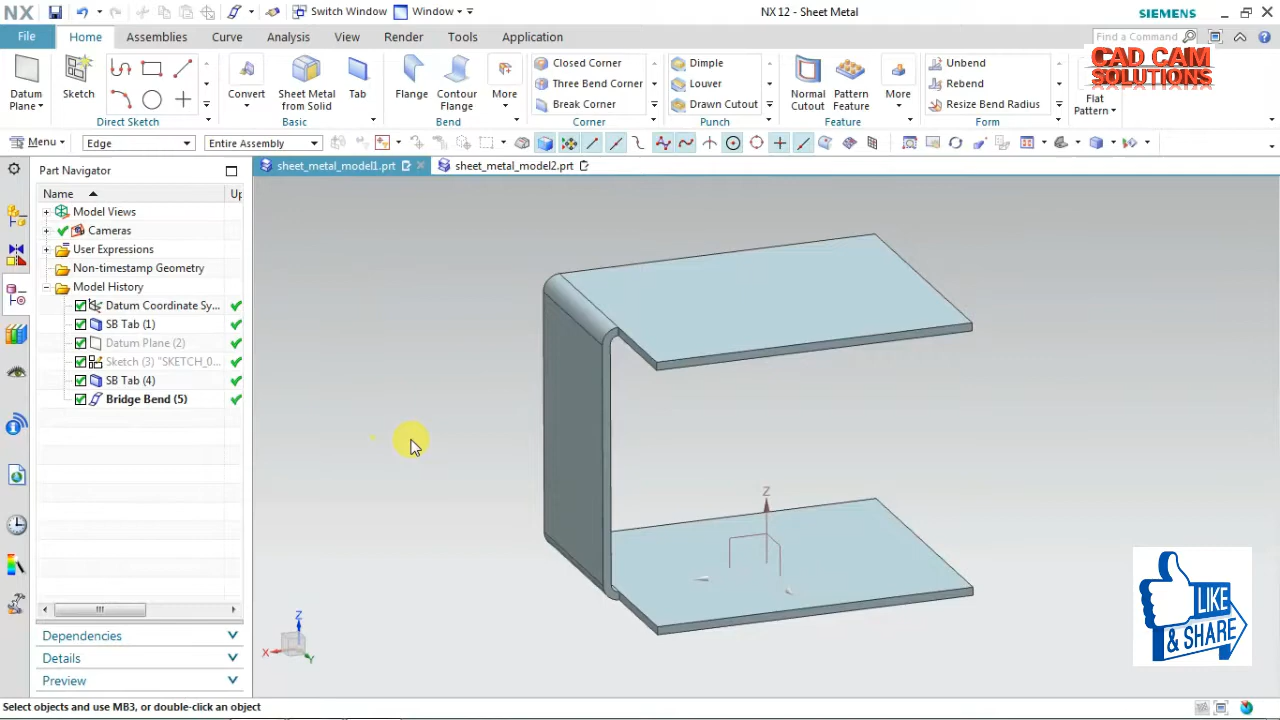 NX
Switch Window
Window
NX 12 - Sheet Metal
SIEMENS
File
Home
Assemblies
Curve
Analysis
View
Render
Tools
Application
Find a Command
CAD CAM
SOLUTIONS
Datum
Plane
Sketch
Direct Sketch
Convert
Sheet Metal
from Solid
Tab
Basic
Flange
Contour
Flange
More
Bend
Closed Corner
Three Bend Corner
Break Corner
Corner
Dimple
Louver
Drawn Cutout
Punch
Normal
Cutout
Pattern
Feature
More
Feature
Unbend
Rebend
Resize Bend Radius
Form
Flat
Pattern
Menu
Edge
Entire Assembly
sheet_metal_model1.prt
sheet_metal_model2.prt
Part Navigator
Name
Up
Model Views
Cameras
User Expressions
Non-timestamp Geometry
Model History
Datum Coordinate Sy...
SB Tab (1)
Datum Plane (2)
Sketch (3) "SKETCH_0...
SB Tab (4)
Bridge Bend (5)
Dependencies
Details
Preview
Z
Z
X
Y
LIKE
& SHARE
Select objects and use MB3, or double-click an object